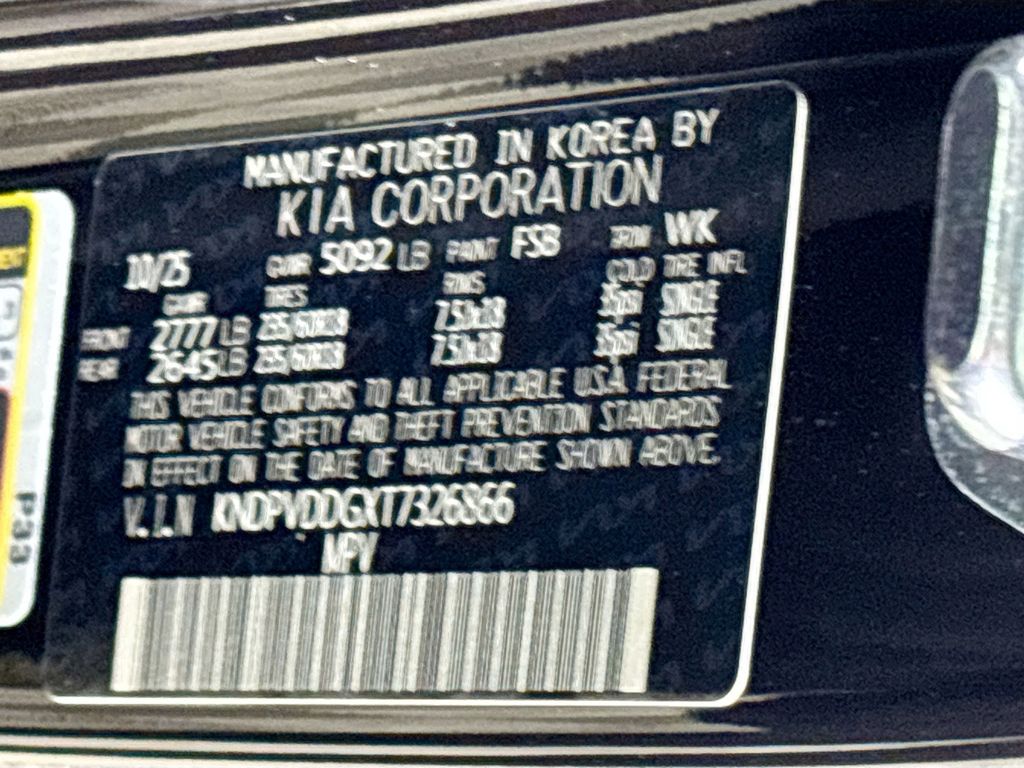 MANUFACTURED IN KOREA BY
KIA CORPORATION
10/25 GVWR 5092 LB PAINT FSB TRIM WK
GAWR TIRES RIMS COLD TIRE INFL
FRONT 2777 LB 235/60R18 7.5Jx18 35psi SINGLE
REAR 2645 LB 235/60R18 7.5Jx18 35psi SINGLE
THIS VEHICLE CONFORMS TO ALL APPLICABLE U.S.A. FEDERAL
MOTOR VEHICLE SAFETY AND THEFT PREVENTION STANDARDS
IN EFFECT ON THE DATE OF MANUFACTURE SHOWN ABOVE.
V.I.N KNDPVDDGXT7326866
MPV